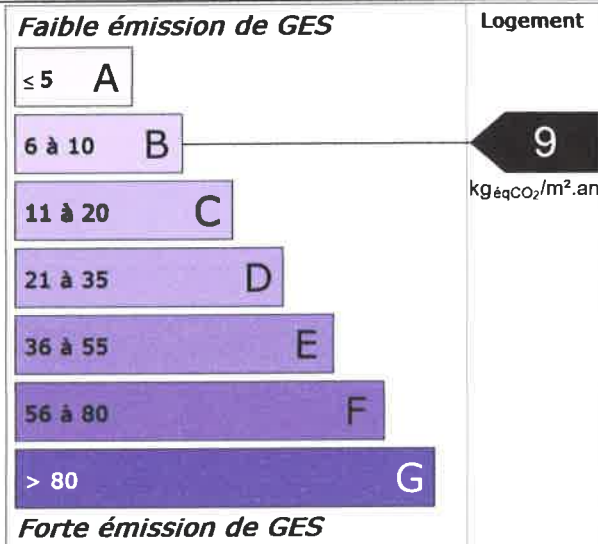 Faible émission de GES
Logement
≤ 5 A
6 à 10 B
9
kgéqCO₂/m².an
11 à 20 C
21 à 35 D
36 à 55 E
56 à 80 F
> 80 G
Forte émission de GES